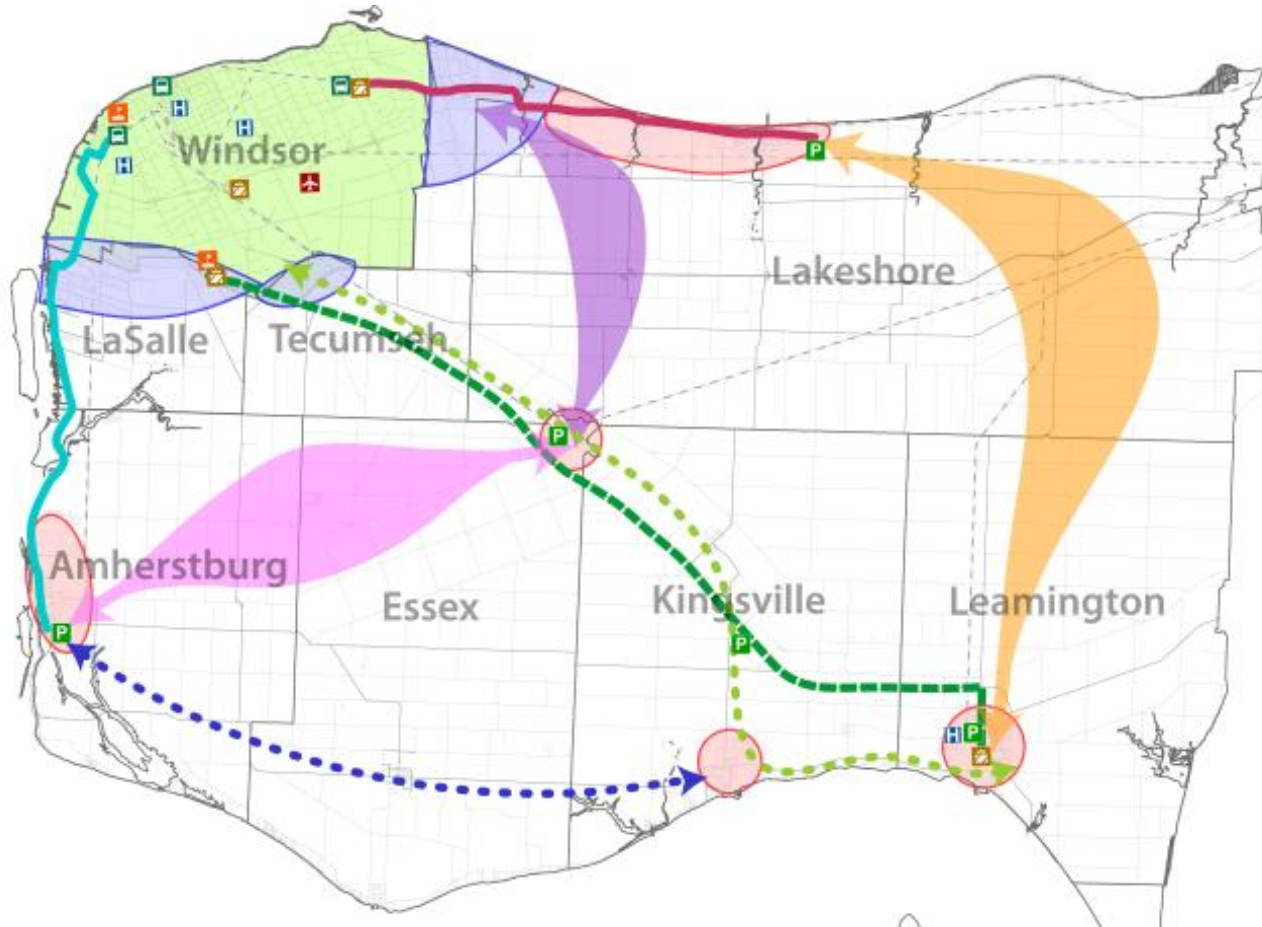 H
H
Windsor
H
P
Lakeshore
LaSalle
Tecumseh
P
Amherstburg
Essex
Kingsville
Leamington
P
P
H
P